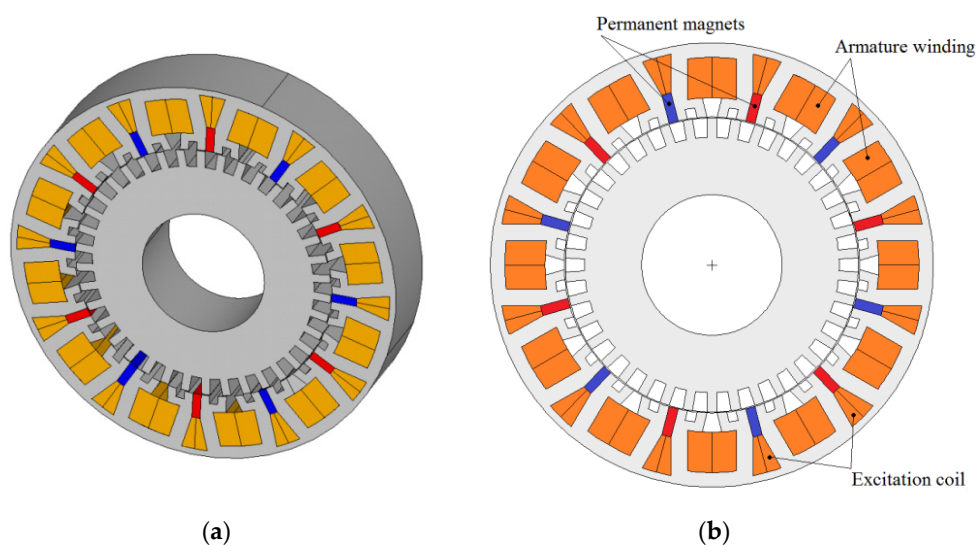 Permanent magnets
Armature winding
Excitation coil
(a)
(b)